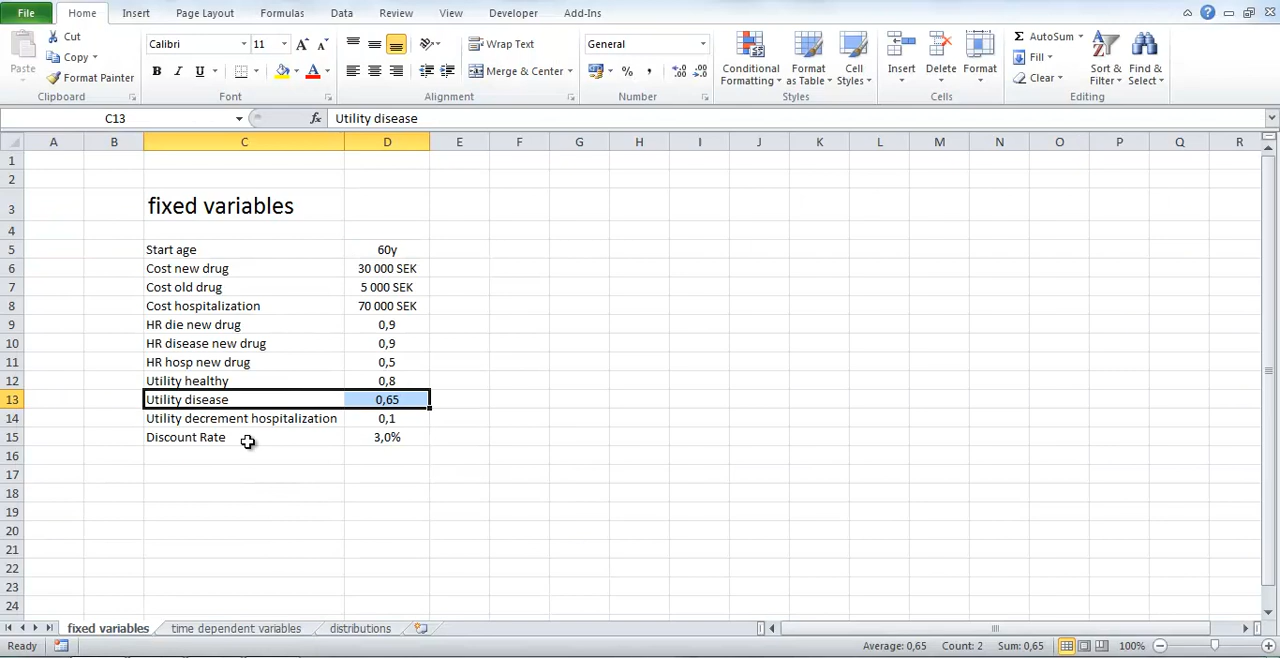 File Home Insert Page Layout Formulas Data Review View Developer Add-Ins
Paste
Cut
Copy
Format Painter
Clipboard
Calibri 11
B I U
Font
Wrap Text
Merge & Center
Alignment
General
%
Number
Conditional Formatting
Format as Table
Cell Styles
Styles
Insert
Delete
Format
Cells
AutoSum
Fill
Clear
Sort & Filter
Find & Select
Editing
C13 fx Utility disease
A B C D E F G H I J K L M N O P Q R
1
2
3 fixed variables
4
5 Start age 60y
6 Cost new drug 30 000 SEK
7 Cost old drug 5 000 SEK
8 Cost hospitalization 70 000 SEK
9 HR die new drug 0,9
10 HR disease new drug 0,9
11 HR hosp new drug 0,5
12 Utility healthy 0,8
13 Utility disease 0,65
14 Utility decrement hospitalization 0,1
15 Discount Rate 3,0%
16
17
18
19
20
21
22
23
24
fixed variables time dependent variables distributions
Ready Average: 0,65 Count: 2 Sum: 0,65 100%